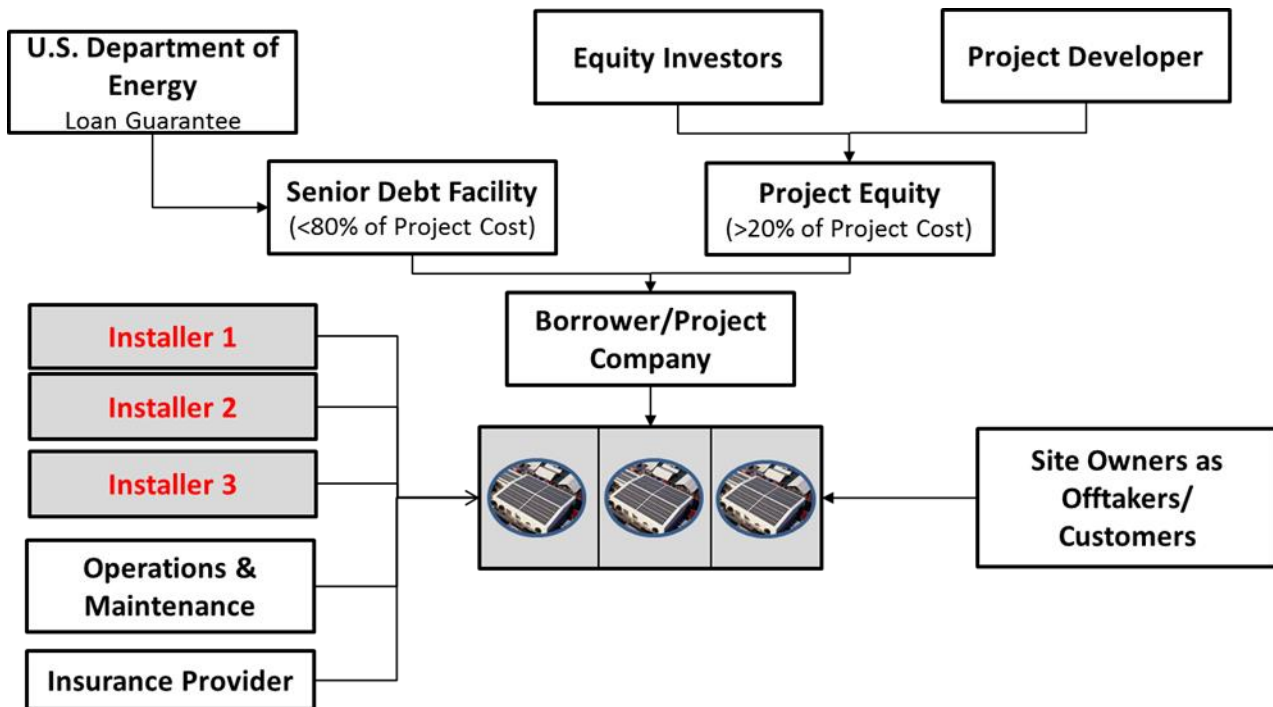 U.S. Department of
Energy
Loan Guarantee
Equity Investors
Project Developer
Senior Debt Facility
(<80% of Project Cost)
Project Equity
(>20% of Project Cost)
Borrower/Project
Company
Installer 1
Installer 2
Installer 3
Operations &
Maintenance
Insurance Provider
Site Owners as
Offtakers/
Customers